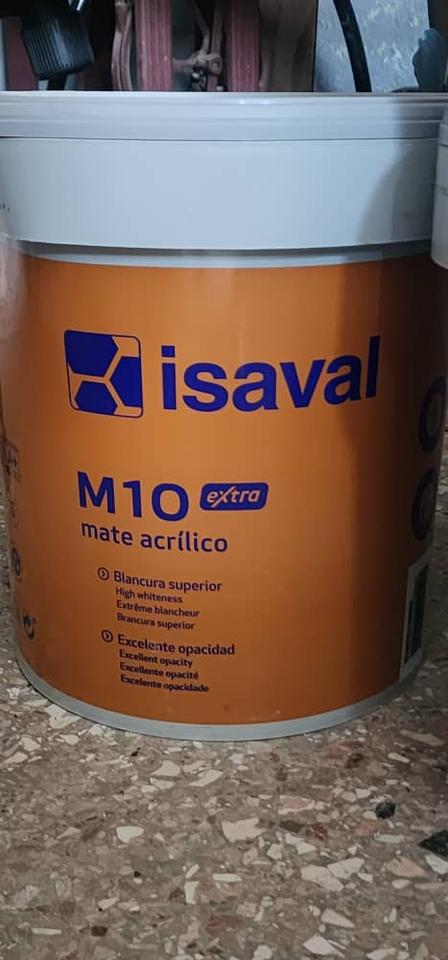 isaval
M10 extra
mate acrílico
Blancura superior
High whiteness
Extrême blancheur
Brancura superior
Excelente opacidad
Excellent opacity
Excellente opacité
Excelente opacidade